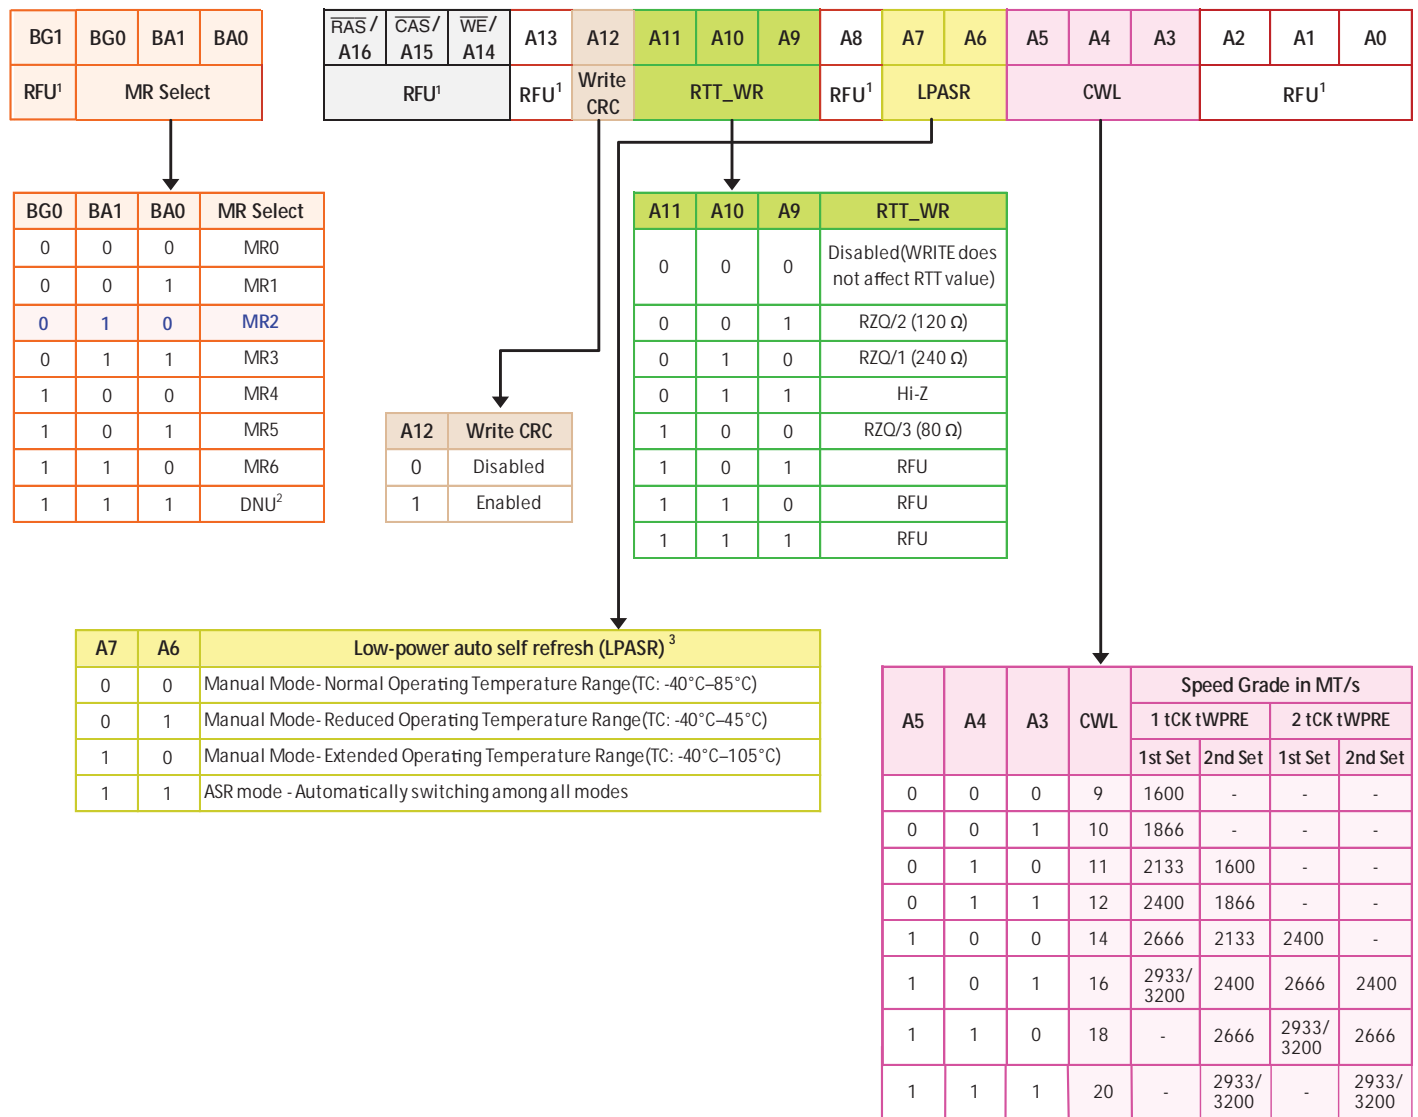 BG1 BG0 BA1 BA0
RFU¹ MR Select
RAS/ A16 CAS/ A15 WE/ A14 A13 A12 A11 A10 A9 A8 A7 A6 A5 A4 A3 A2 A1 A0
RFU¹ RFU¹ Write CRC RTT_WR RFU¹ LPASR CWL RFU¹
BG0 BA1 BA0 MR Select
0 0 0 MR0
0 0 1 MR1
0 1 0 MR2
0 1 1 MR3
1 0 0 MR4
1 0 1 MR5
1 1 0 MR6
1 1 1 DNU²
A12 Write CRC
0 Disabled
1 Enabled
A11 A10 A9 RTT_WR
0 0 0 Disabled(WRITE does not affect RTT value)
0 0 1 RZQ/2 (120 Ω)
0 1 0 RZQ/1 (240 Ω)
0 1 1 Hi-Z
1 0 0 RZQ/3 (80 Ω)
1 0 1 RFU
1 1 0 RFU
1 1 1 RFU
A7 A6 Low-power auto self refresh (LPASR) ³
0 0 Manual Mode- Normal Operating Temperature Range(TC: -40°C–85°C)
0 1 Manual Mode- Reduced Operating Temperature Range(TC: -40°C–45°C)
1 0 Manual Mode- Extended Operating Temperature Range(TC: -40°C–105°C)
1 1 ASR mode - Automatically switching among all modes
A5 A4 A3 CWL Speed Grade in MT/s
1 tCK tWPRE 2 tCK tWPRE
1st Set 2nd Set 1st Set 2nd Set
0 0 0 9 1600 - - -
0 0 1 10 1866 - - -
0 1 0 11 2133 1600 - -
0 1 1 12 2400 1866 - -
1 0 0 14 2666 2133 2400 -
1 0 1 16 2933/ 3200 2400 2666 2400
1 1 0 18 - 2666 2933/ 3200 2666
1 1 1 20 - 2933/ 3200 - 2933/ 3200